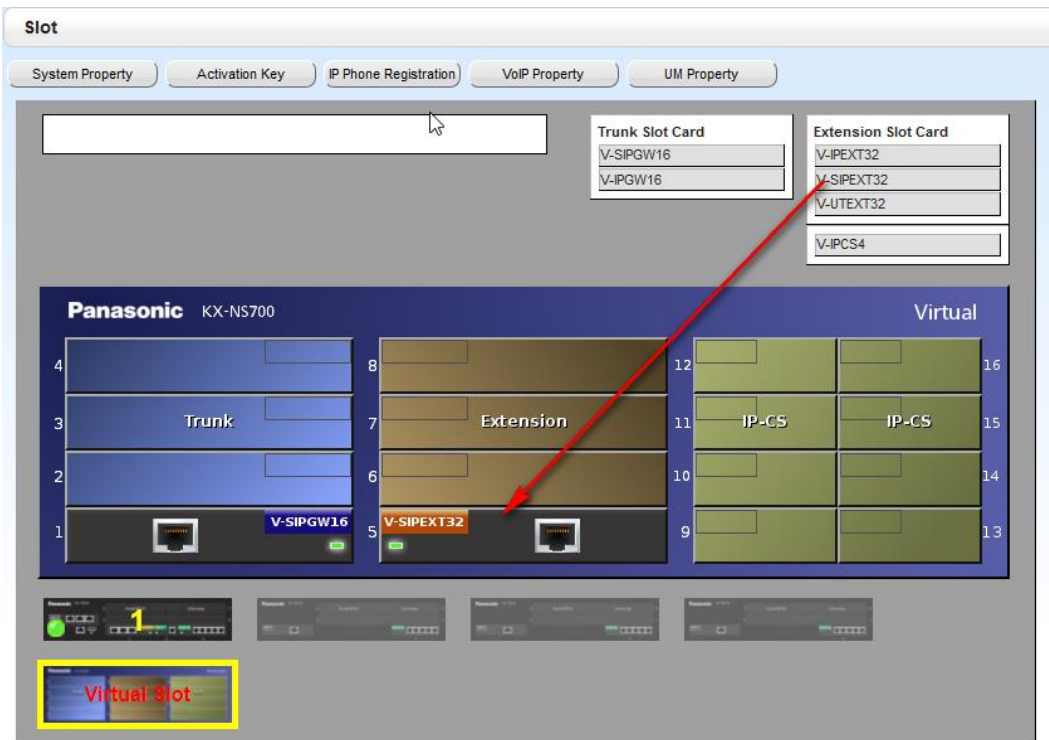 Slot
System Property Activation Key IP Phone Registration VoIP Property UM Property
Trunk Slot Card
V-SIPGW16
V-IPGW16
Extension Slot Card
V-IPEXT32
V-SIPEXT32
V-UTEXT32
V-IPCS4
Panasonic KX-NS700 Virtual
4 8 12 16
3 Trunk 7 Extension 11 IP-CS IP-CS 15
2 6 10 14
1 V-SIPGW16 5 V-SIPEXT32 9 13
1
Virtual Slot